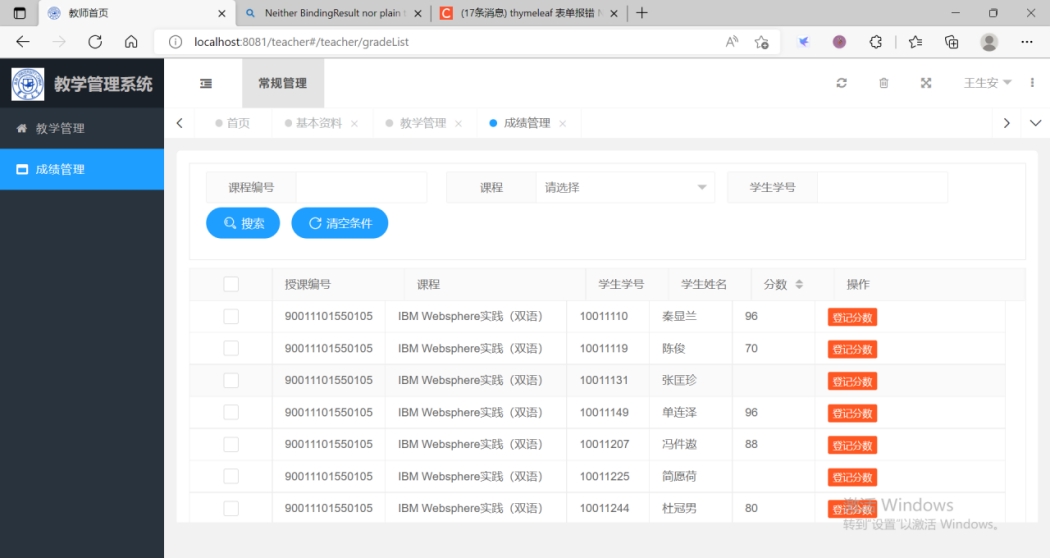 教师首页
Neither BindingResult nor plain t
(17条消息) thymeleaf 表单报错 N
localhost:8081/teacher#/teacher/gradeList
教学管理系统
常规管理
王生安
教学管理
成绩管理
首页
基本资料
教学管理
成绩管理
课程编号
课程
请选择
学生学号
搜索
清空条件
授课编号 课程 学生学号 学生姓名 分数 操作
90011101550105 IBM Websphere实践（双语） 10011110 秦显兰 96 登记分数
90011101550105 IBM Websphere实践（双语） 10011119 陈俊 70 登记分数
90011101550105 IBM Websphere实践（双语） 10011131 张匡珍 登记分数
90011101550105 IBM Websphere实践（双语） 10011149 单连泽 96 登记分数
90011101550105 IBM Websphere实践（双语） 10011207 冯件遨 88 登记分数
90011101550105 IBM Websphere实践（双语） 10011225 简愿荷 登记分数
90011101550105 IBM Websphere实践（双语） 10011244 杜冠男 80 登记分数
激活 Windows
转到"设置"以激活 Windows。